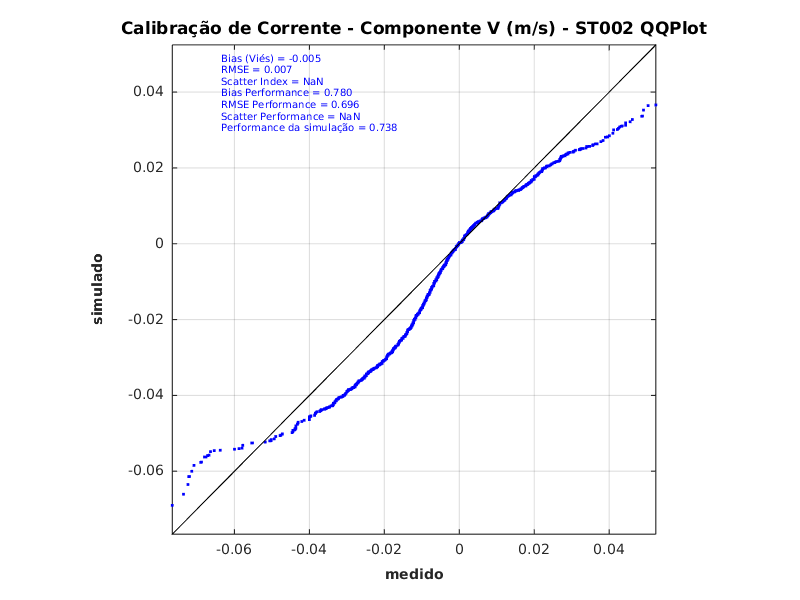 Calibração de Corrente - Componente V (m/s) - ST002 QQPlot
Bias (Viés) = -0.005
RMSE = 0.007
Scatter Index = NaN
Bias Performance = 0.780
RMSE Performance = 0.696
Scatter Performance = NaN
Performance da simulação = 0.738
0.04
0.02
0
-0.02
-0.04
-0.06
simulado
-0.06 -0.04 -0.02 0 0.02 0.04
medido